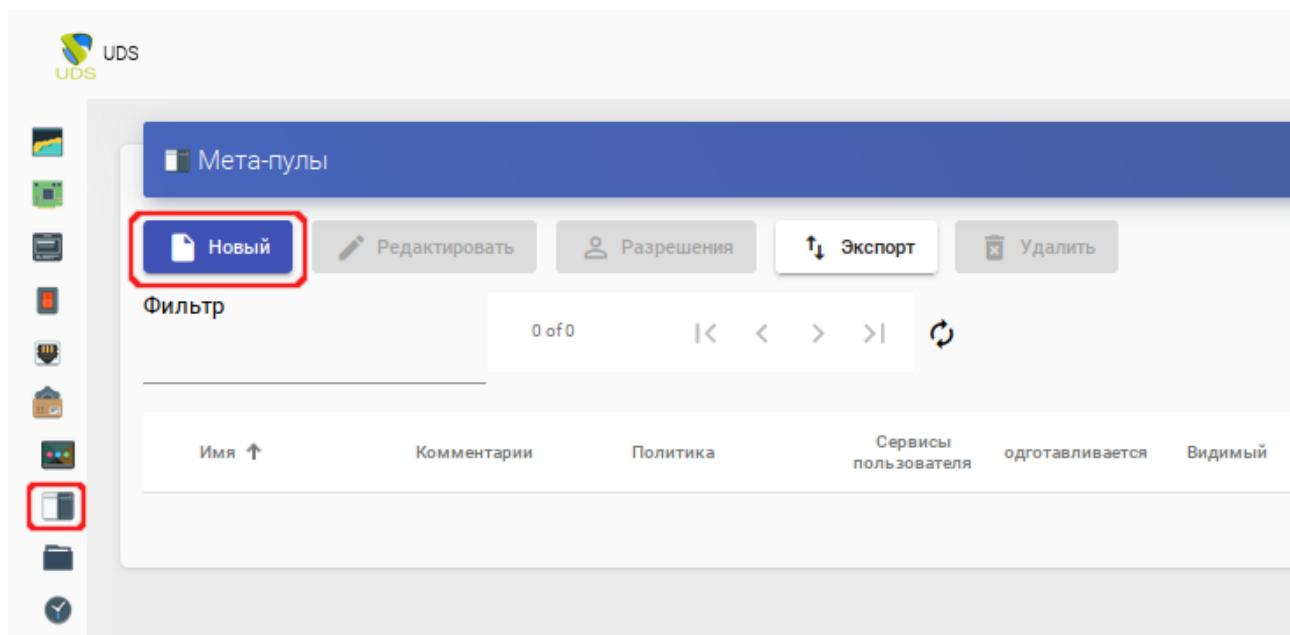 UDS
UDS
Мета-пулы
Новый
Редактировать
Разрешения
Экспорт
Удалить
Фильтр
0 of 0
Имя
Комментарии
Политика
Сервисы
пользователя
одготавливается
Видимый